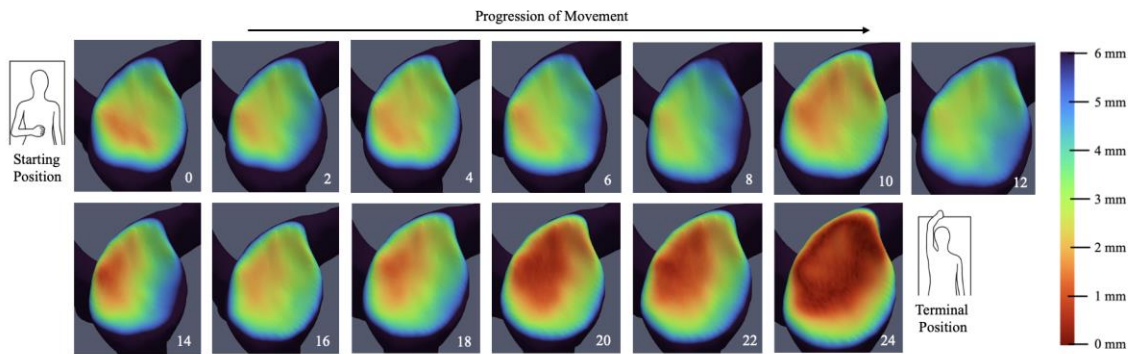 Progression of Movement
Starting
Position
0
2
4
6
8
10
12
14
16
18
20
22
24
Terminal
Position
6 mm
5 mm
4 mm
3 mm
2 mm
1 mm
0 mm